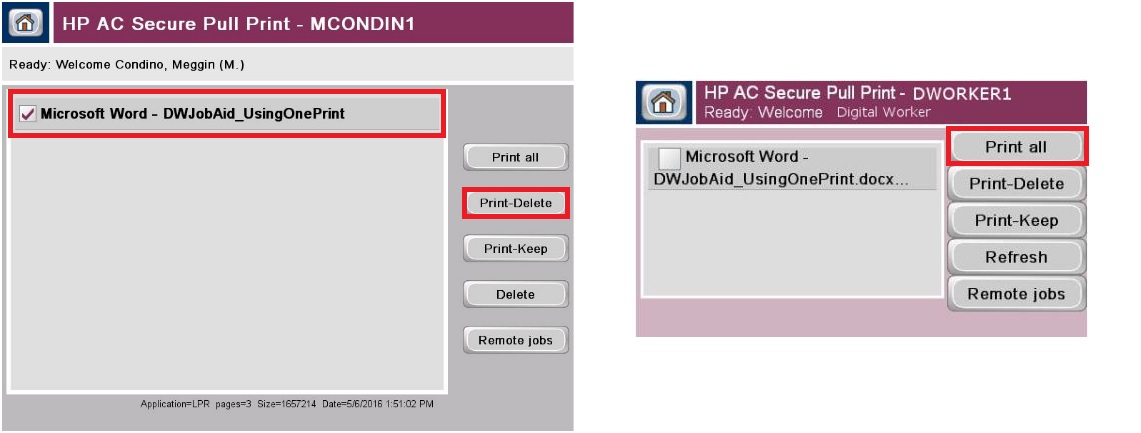 HP AC Secure Pull Print - MCONDIN1
Ready: Welcome Condino, Meggin (M.)
Microsoft Word - DWJobAid_UsingOnePrint
Print all
Print-Delete
Print-Keep
Delete
Remote jobs
Application=LPR pages=3 Size=1657214 Date=5/6/2016 1:51:02 PM
HP AC Secure Pull Print - DWORKER1
Ready: Welcome Digital Worker
Microsoft Word -
DWJobAid_UsingOnePrint.docx...
Print all
Print-Delete
Print-Keep
Refresh
Remote jobs